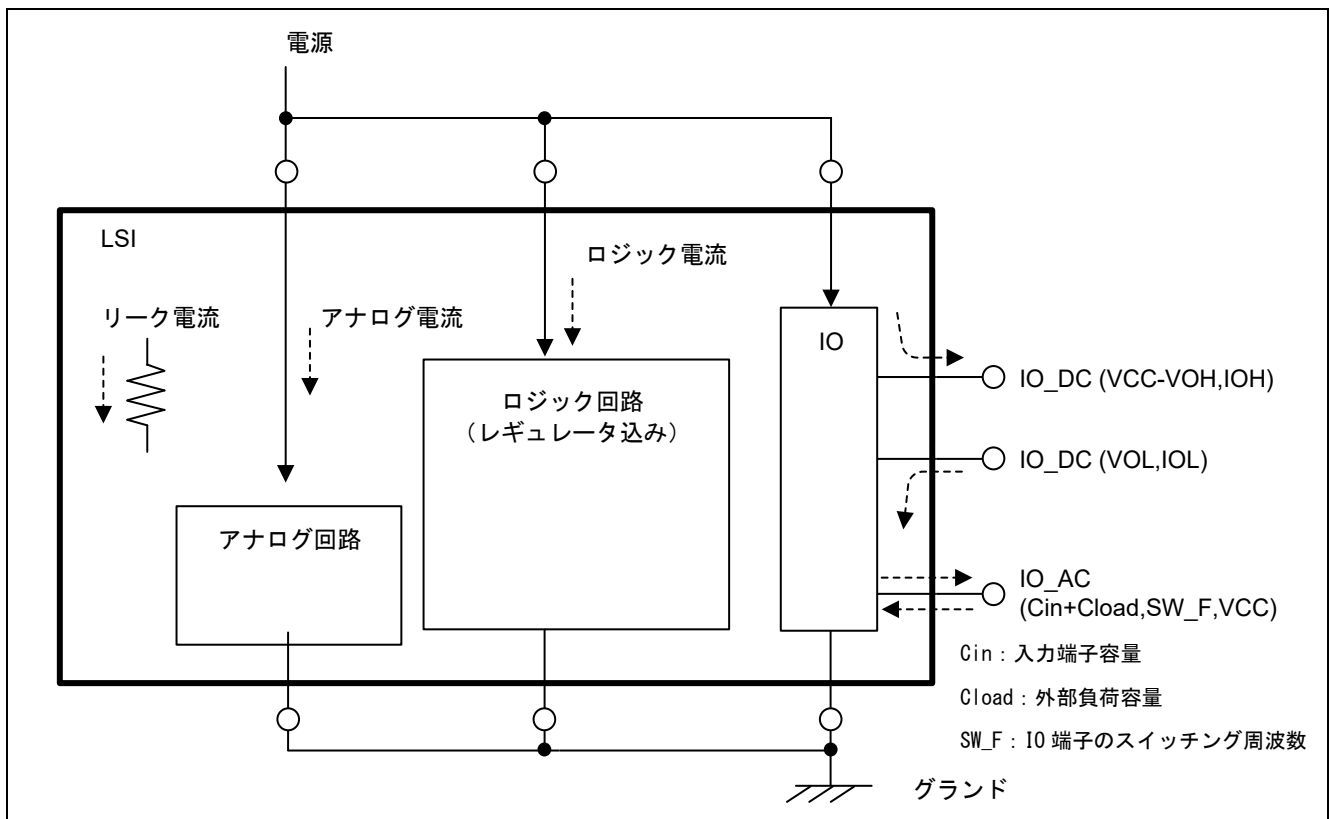 電源
LSI
ロジック電流
リーク電流
アナログ電流
IO
IO_DC (VCC-VOH,IOH)
ロジック回路
（レギュレータ込み）
IO_DC (VOL,IOL)
アナログ回路
IO_AC
(Cin+Cload,SW_F,VCC)
Cin：入力端子容量
Cload：外部負荷容量
SW_F：IO 端子のスイッチング周波数
グランド